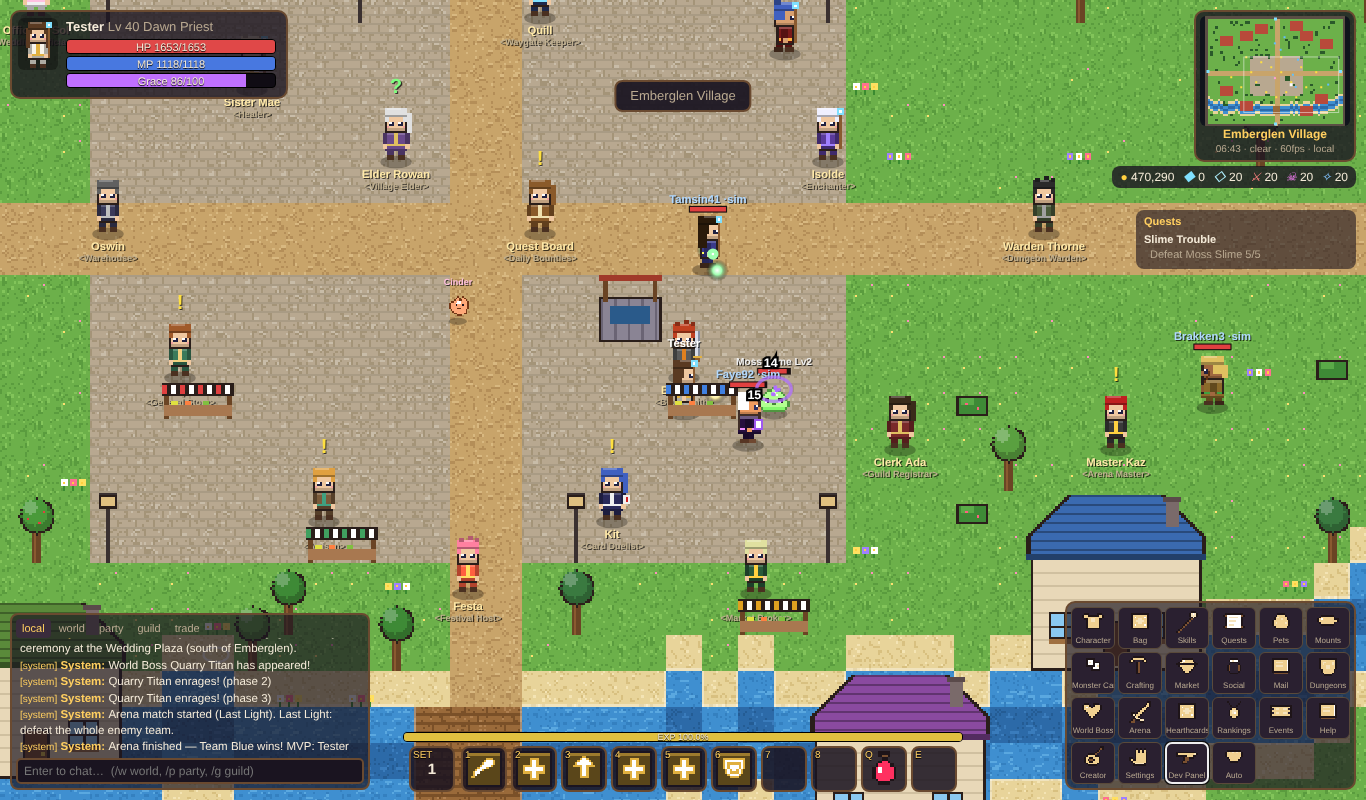 Tester Lv 40 Dawn Priest
HP 1653/1653
MP 1118/1118
Grace 86/100
Sister Mae
<Healer>
Quill
<Waygate Keeper>
Emberglen Village
Emberglen Village
06:43 · clear · 60fps · local
470,290 0 20 20 20 20
Quests
Slime Trouble
Defeat Moss Slime 5/5
?
Elder Rowan
<Village Elder>
Isolde
<Enchanter>
!
Oswin
<Warehouse>
Quest Board
<Daily Bounties>
Tamsin41 ·sim
Warden Thorne
<Dungeon Warden>
Cinder
!
Tester
Lv2
14
Faye92 ·sim
15
Brakken3 ·sim
!
Clerk Ada
<Guild Registrar>
Master Kaz
<Arena Master>
!
!
Kit
<Card Duelist>
Festa
<Festival Host>
local world party guild trade
ceremony at the Wedding Plaza (south of Emberglen).
[system] System: World Boss Quarry Titan has appeared!
[system] System: Quarry Titan enrages! (phase 2)
[system] System: Quarry Titan enrages! (phase 3)
[system] System: Arena match started (Last Light). Last Light:
defeat the whole enemy team.
[system] System: Arena finished — Team Blue wins! MVP: Tester
Enter to chat… (/w world, /p party, /g guild)
EXP 100.0%
SET
1
1 2 3 4 5 6 7 8 Q E
Character Bag Skills Quests Pets Mounts
Monster Ca Crafting Market Social Mail Dungeons
World Boss Arena Hearthcards Rankings Events Help
Creator Settings Dev Panel Auto